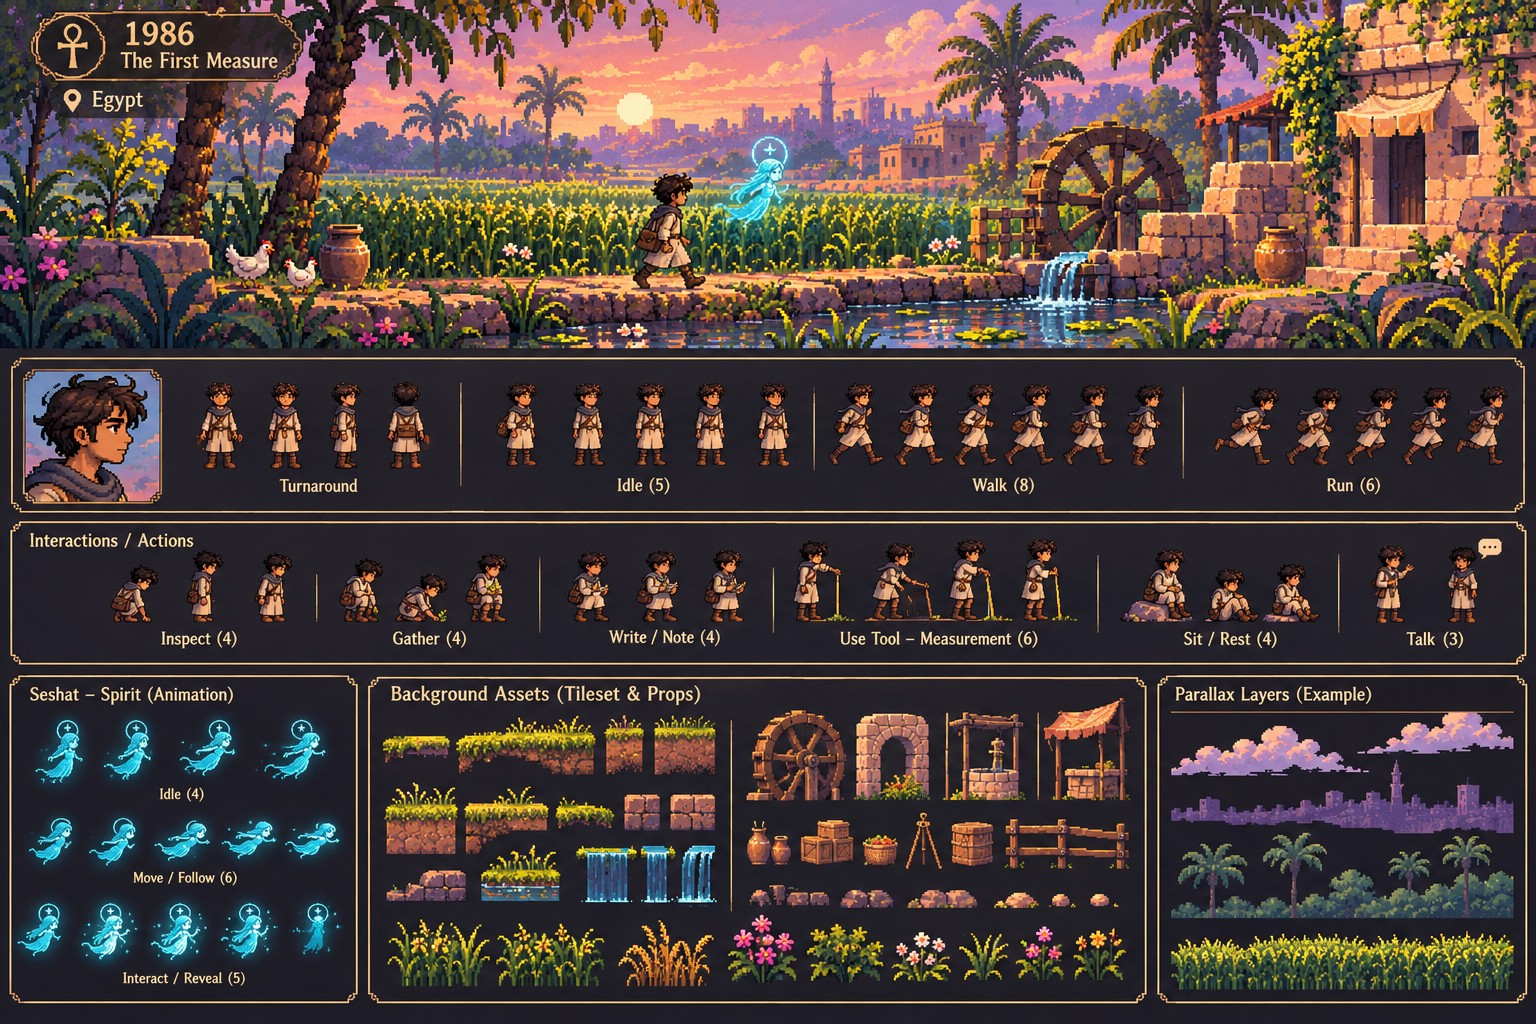 1986
The First Measure
Egypt
Turnaround
Idle (5)
Walk (8)
Run (6)
Interactions / Actions
Inspect (4)
Gather (4)
Write / Note (4)
Use Tool – Measurement (6)
Sit / Rest (4)
Talk (3)
Seshat – Spirit (Animation)
Idle (4)
Move / Follow (6)
Interact / Reveal (5)
Background Assets (Tileset & Props)
Parallax Layers (Example)